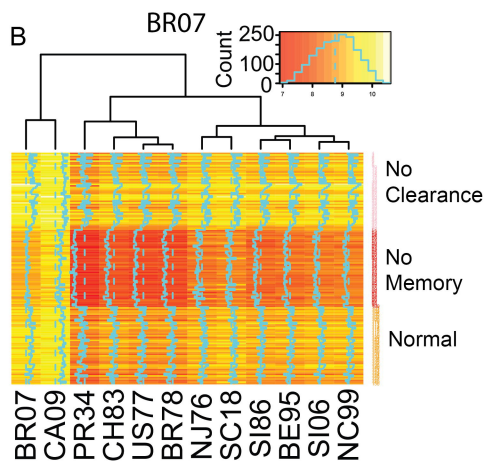 B
BR07
Count
250
100
0
7 8 9 10
No
Clearance
No
Memory
Normal
BR07
CA09
PR34
CH83
US77
BR78
NJ76
SC18
SI86
BE95
SI06
NC99